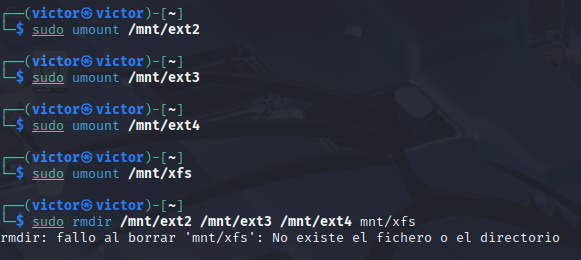 ┌──(victor㉿victor)-[~]
└─$ sudo umount /mnt/ext2
┌──(victor㉿victor)-[~]
└─$ sudo umount /mnt/ext3
┌──(victor㉿victor)-[~]
└─$ sudo umount /mnt/ext4
┌──(victor㉿victor)-[~]
└─$ sudo umount /mnt/xfs
┌──(victor㉿victor)-[~]
└─$ sudo rmdir /mnt/ext2 /mnt/ext3 /mnt/ext4 mnt/xfs
rmdir: fallo al borrar 'mnt/xfs': No existe el fichero o el directorio